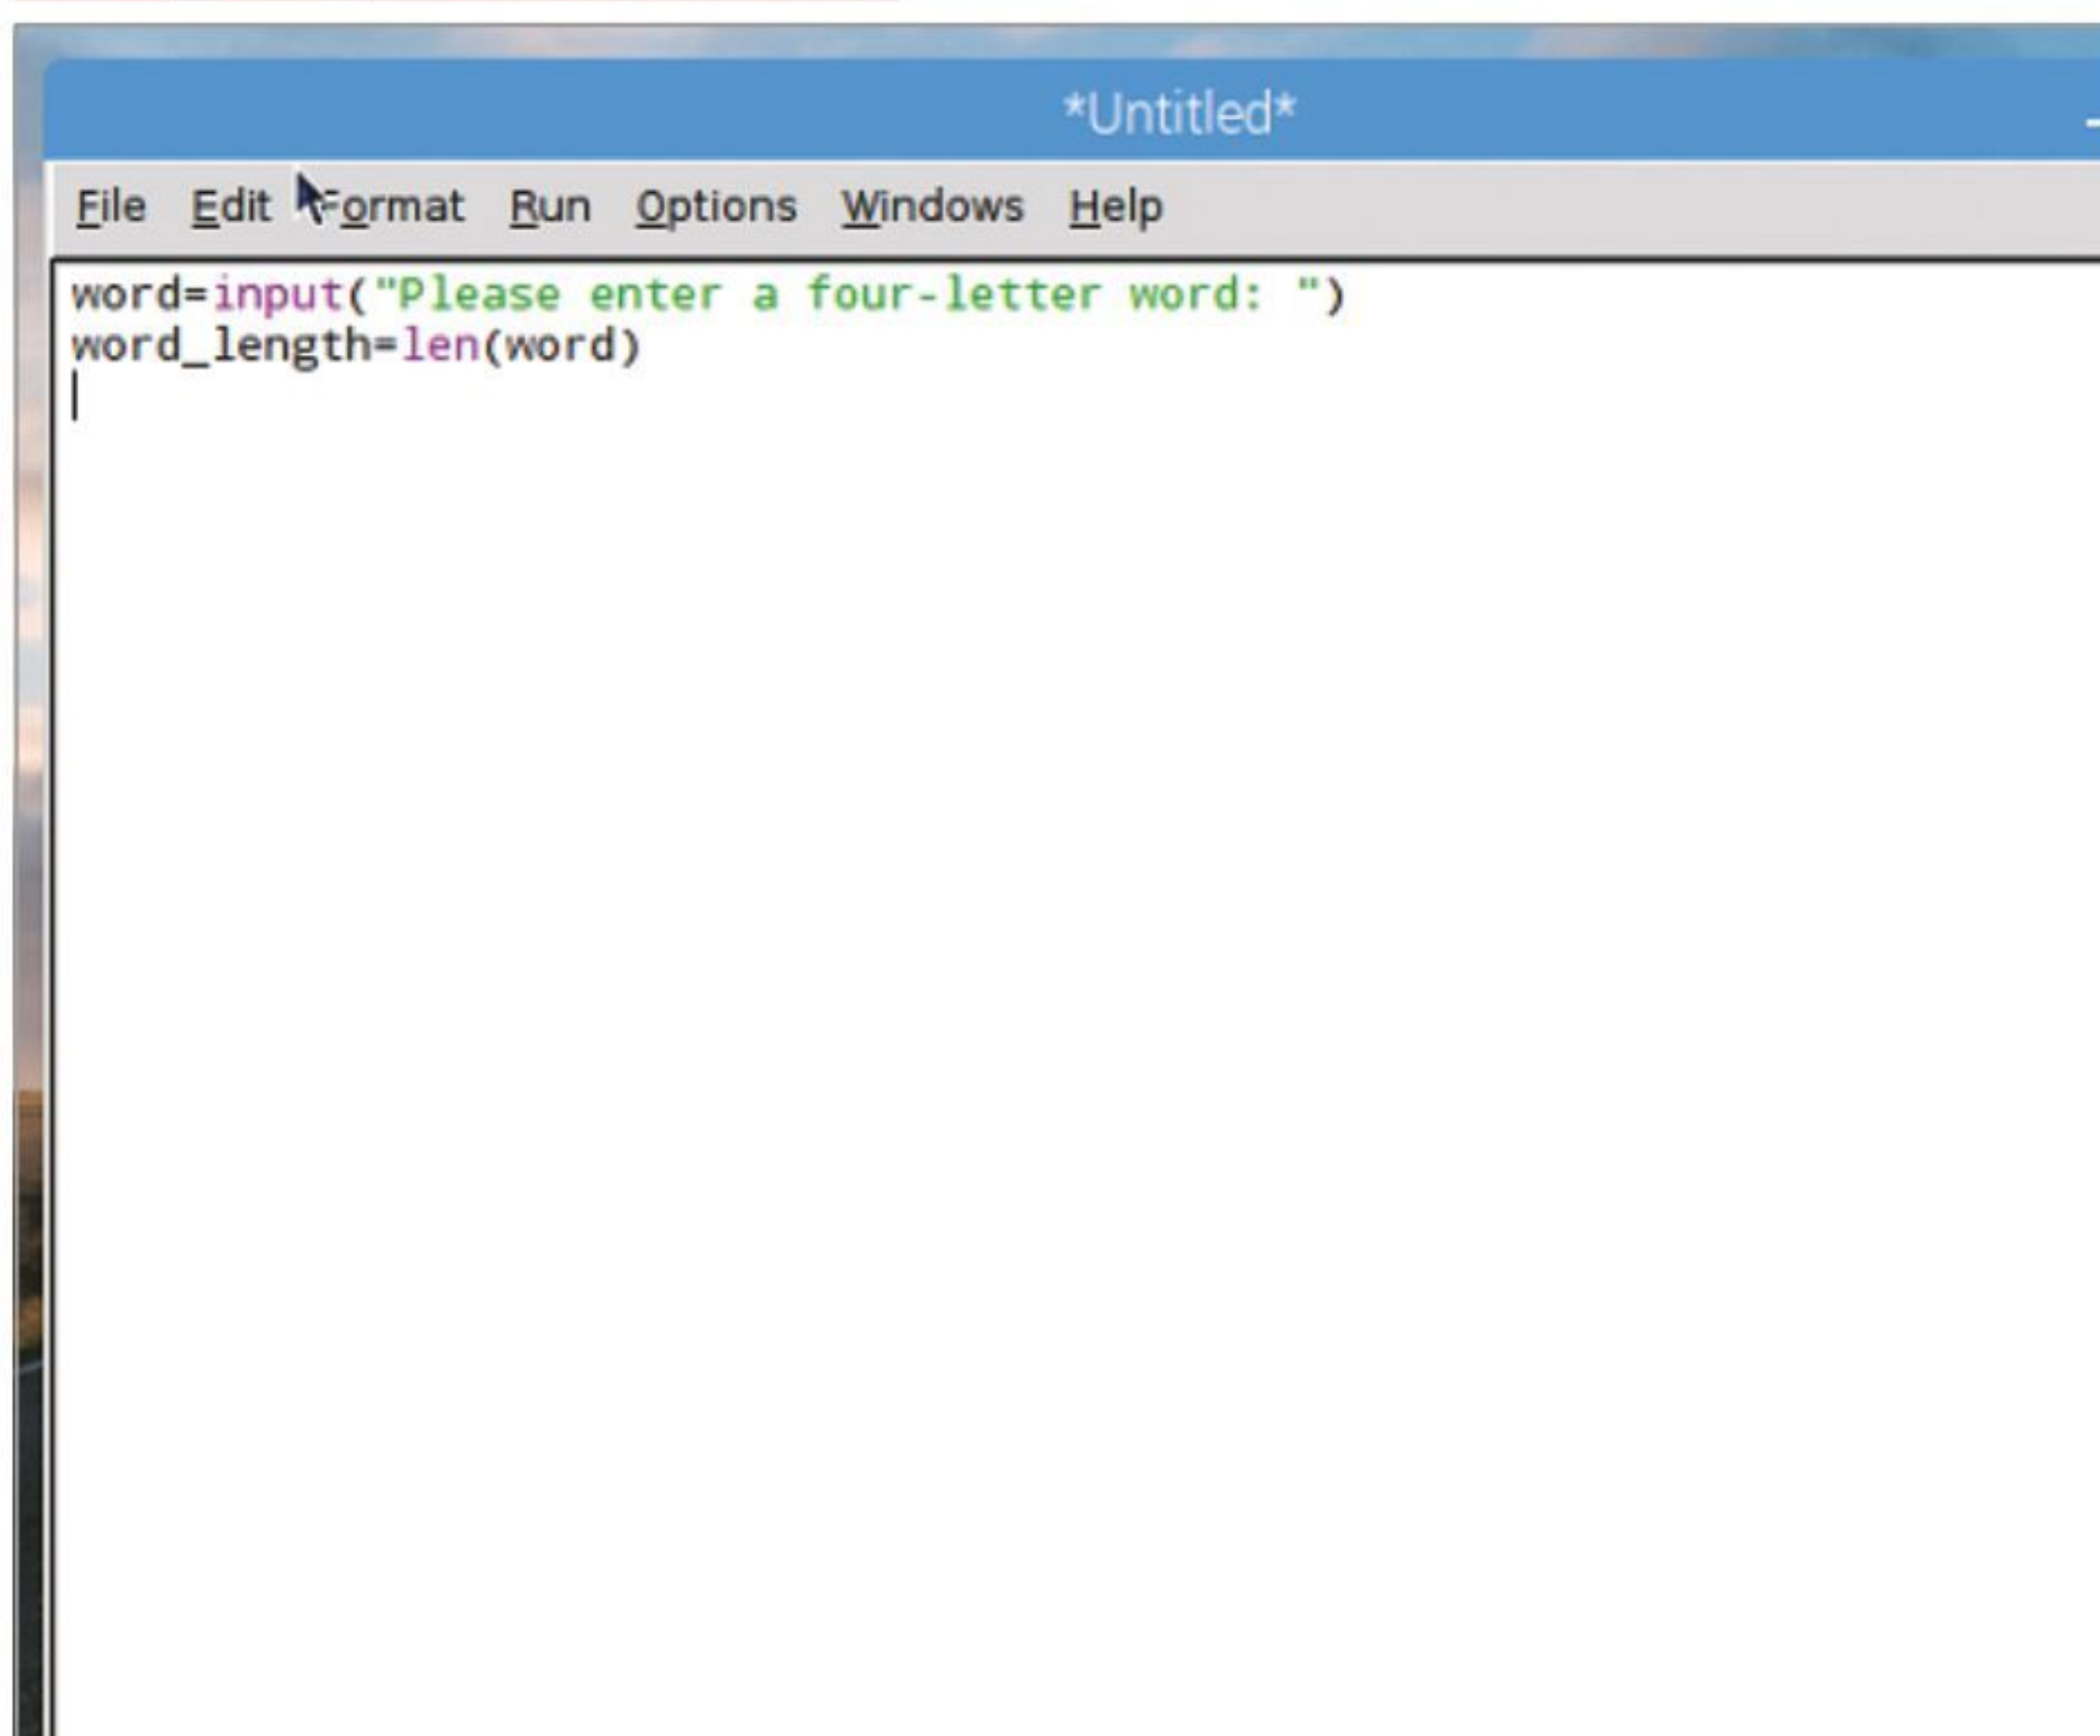 *Untitled*
File Edit Format Run Options Windows Help
word=input("Please enter a four-letter word: ")
word_length=len(word)